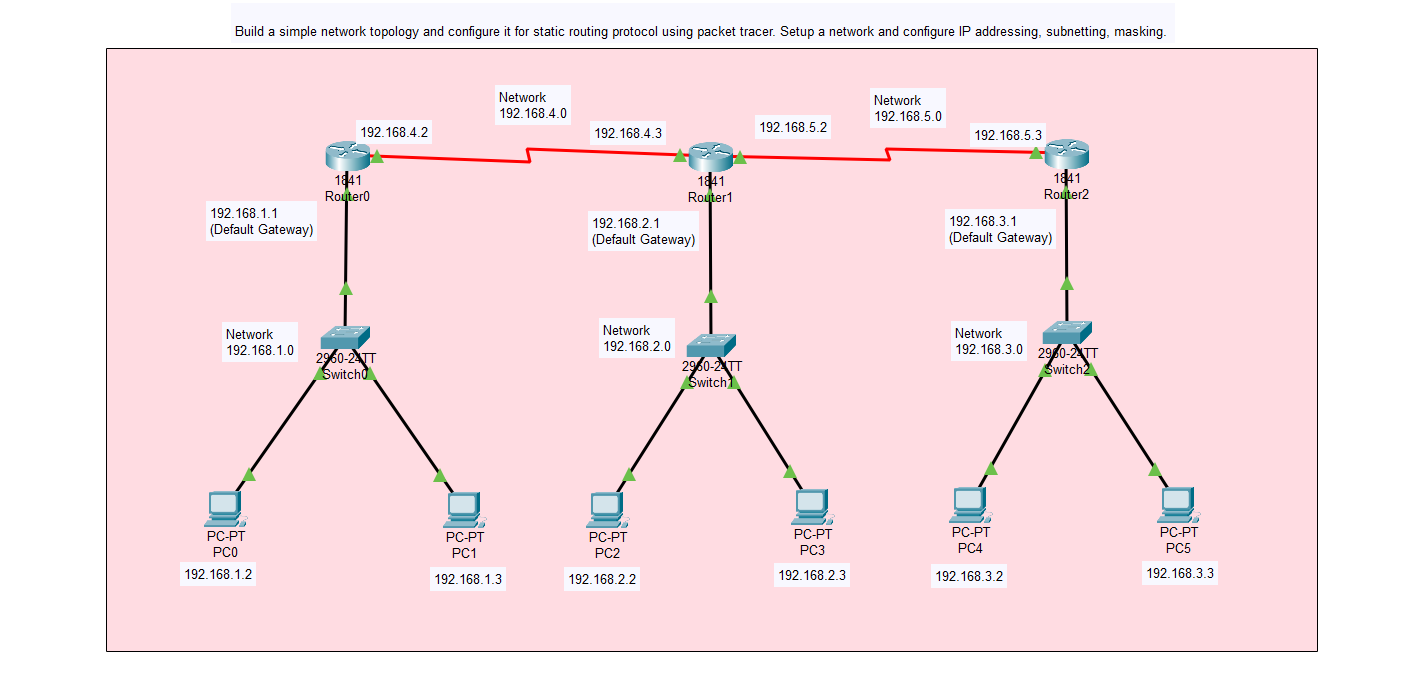 Build a simple network topology and configure it for static routing protocol using packet tracer. Setup a network and configure IP addressing, subnetting, masking.
Network
192.168.4.0
Network
192.168.5.0
192.168.4.2
192.168.4.3
192.168.5.2
192.168.5.3
1841
Router0
1841
Router1
1841
Router2
192.168.1.1
(Default Gateway)
192.168.2.1
(Default Gateway)
192.168.3.1
(Default Gateway)
Network
192.168.1.0
2960-24TT
Switch0
Network
192.168.2.0
2960-24TT
Switch1
Network
192.168.3.0
2960-24TT
Switch2
PC-PT
PC0
192.168.1.2
PC-PT
PC1
192.168.1.3
PC-PT
PC2
192.168.2.2
PC-PT
PC3
192.168.2.3
PC-PT
PC4
192.168.3.2
PC-PT
PC5
192.168.3.3